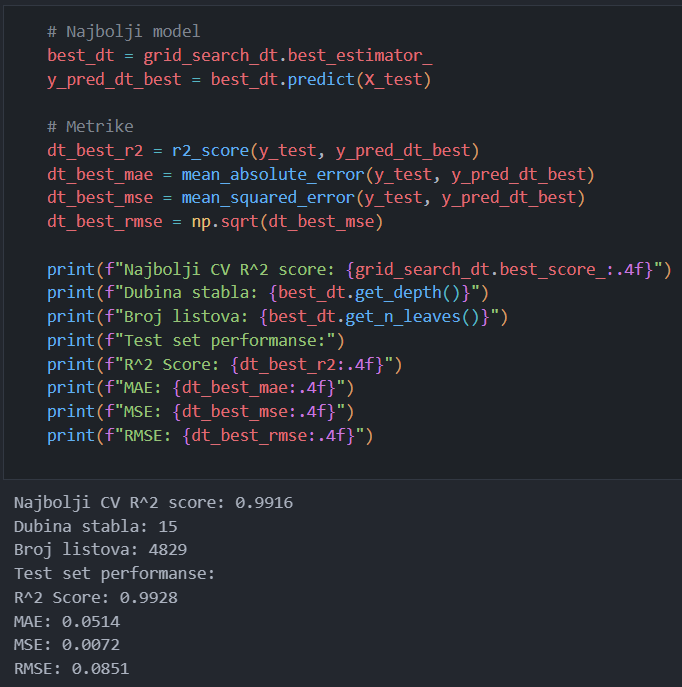 # Najbolji model
best_dt = grid_search_dt.best_estimator_
y_pred_dt_best = best_dt.predict(X_test)
# Metrike
dt_best_r2 = r2_score(y_test, y_pred_dt_best)
dt_best_mae = mean_absolute_error(y_test, y_pred_dt_best)
dt_best_mse = mean_squared_error(y_test, y_pred_dt_best)
dt_best_rmse = np.sqrt(dt_best_mse)
print(f"Najbolji CV R^2 score: {grid_search_dt.best_score_:.4f}")
print(f"Dubina stabla: {best_dt.get_depth()}")
print(f"Broj listova: {best_dt.get_n_leaves()}")
print(f"Test set performanse:")
print(f"R^2 Score: {dt_best_r2:.4f}")
print(f"MAE: {dt_best_mae:.4f}")
print(f"MSE: {dt_best_mse:.4f}")
print(f"RMSE: {dt_best_rmse:.4f}")
Najbolji CV R^2 score: 0.9916
Dubina stabla: 15
Broj listova: 4829
Test set performanse:
R^2 Score: 0.9928
MAE: 0.0514
MSE: 0.0072
RMSE: 0.0851